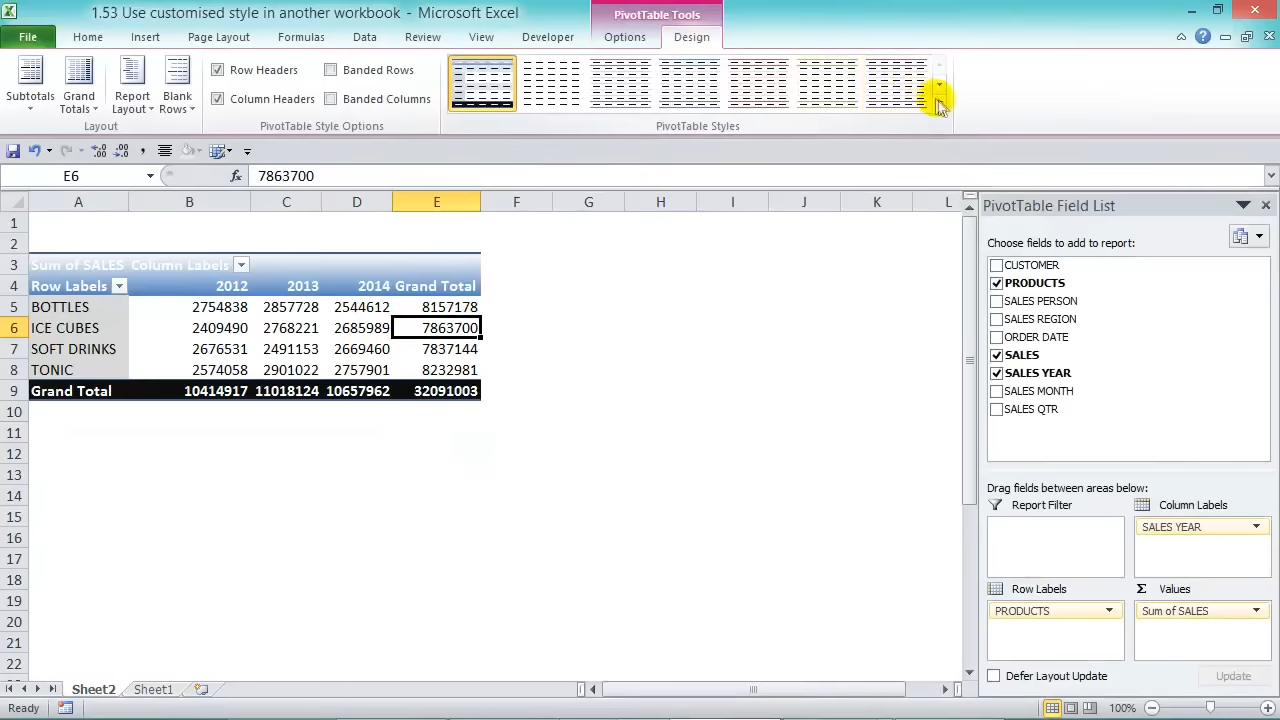 1.53 Use customised style in another workbook - Microsoft Excel
PivotTable Tools
File Home Insert Page Layout Formulas Data Review View Developer Options Design
Subtotals Grand Totals Report Layout Blank Rows
Row Headers Banded Rows
Column Headers Banded Columns
Layout PivotTable Style Options PivotTable Styles
E6 fx 7863700
A B C D E F G H I J K L
1
2
3 Sum of SALES Column Labels
4 Row Labels 2012 2013 2014 Grand Total
5 BOTTLES 2754838 2857728 2544612 8157178
6 ICE CUBES 2409490 2768221 2685989 7863700
7 SOFT DRINKS 2676531 2491153 2669460 7837144
8 TONIC 2574058 2901022 2757901 8232981
9 Grand Total 10414917 11018124 10657962 32091003
10
11
12
13
14
15
16
17
18
19
20
21
22
PivotTable Field List
Choose fields to add to report:
CUSTOMER
PRODUCTS
SALES PERSON
SALES REGION
ORDER DATE
SALES
SALES YEAR
SALES MONTH
SALES QTR
Drag fields between areas below:
Report Filter Column Labels
SALES YEAR
Row Labels Σ Values
PRODUCTS Sum of SALES
Defer Layout Update Update
Sheet2 Sheet1
Ready 100%